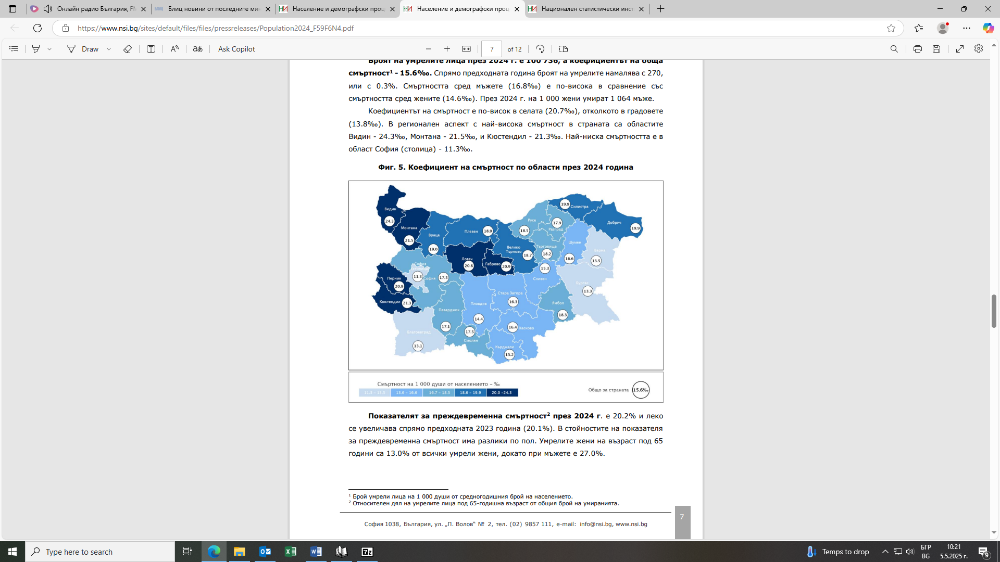 Онлайн радио България, FM
Блиц новини от последните мин
Население и демографски проц
Население и демографски проц
Национален статистически инст
https://www.nsi.bg/sites/default/files/files/pressreleases/Population2024_F59F6N4.pdf
Draw
Ask Copilot
7 of 12
Броят на умрелите лица през 2024 г. е 100 736, а коефициентът на обща
смъртност¹ - 15.6‰. Спрямо предходната година броят на умрелите намалява с 270,
или с 0.3%. Смъртността сред мъжете (16.8‰) е по-висока в сравнение със
смъртността сред жените (14.6‰). През 2024 г. на 1 000 жени умират 1 064 мъже.
Коефициентът на смъртност е по-висок в селата (20.7‰), отколкото в градовете
(13.8‰). В регионален аспект с най-висока смъртност в страната са областите
Видин - 24.3‰, Монтана - 21.5‰, и Кюстендил - 21.3‰. Най-ниска смъртността е в
област София (столица) - 11.3‰.
Фиг. 5. Коефициент на смъртност по области през 2024 година
Видин
24.3
Монтана
21.5
Враца
19.0
Плевен
18.9
Ловеч
20.8
Габрово
20.9
Велико
Търново
18.7
Русе
18.5
Разград
17.9
Силистра
19.9
Добрич
19.9
Търговище
18.2
Шумен
16.6
Варна
13.5
Бургас
13.3
Сливен
15.3
Ямбол
18.3
Стара Загора
16.3
Хасково
16.4
Кърджали
15.2
Пловдив
14.4
Смолян
17.5
Пазарджик
17.1
Благоевград
13.1
Кюстендил
21.3
Перник
20.9
София
11.3
София
17.5
Смъртност на 1 000 души от населението - ‰
11.3 - 13.5
13.6 - 16.6
16.7 - 18.5
18.6 - 19.9
20.0 -24.3
Общо за страната
15.6‰
Показателят за преждевременна смъртност² през 2024 г. е 20.2% и леко
се увеличава спрямо предходната 2023 година (20.1%). В стойностите на показателя
за преждевременна смъртност има разлики по пол. Умрелите жени на възраст под 65
години са 13.0% от всички умрели жени, докато при мъжете е 27.0%.
¹ Брой умрели лица на 1 000 души от средногодишния брой на населението.
² Относителен дял на умрелите лица под 65-годишна възраст от общия брой на умиранията.
7
София 1038, България, ул. „П. Волов“ № 2, тел. (02) 9857 111, e-mail: info@nsi.bg, www.nsi.bg
Type here to search
Temps to drop
БГР
BG
10:21
5.5.2025 г.
9